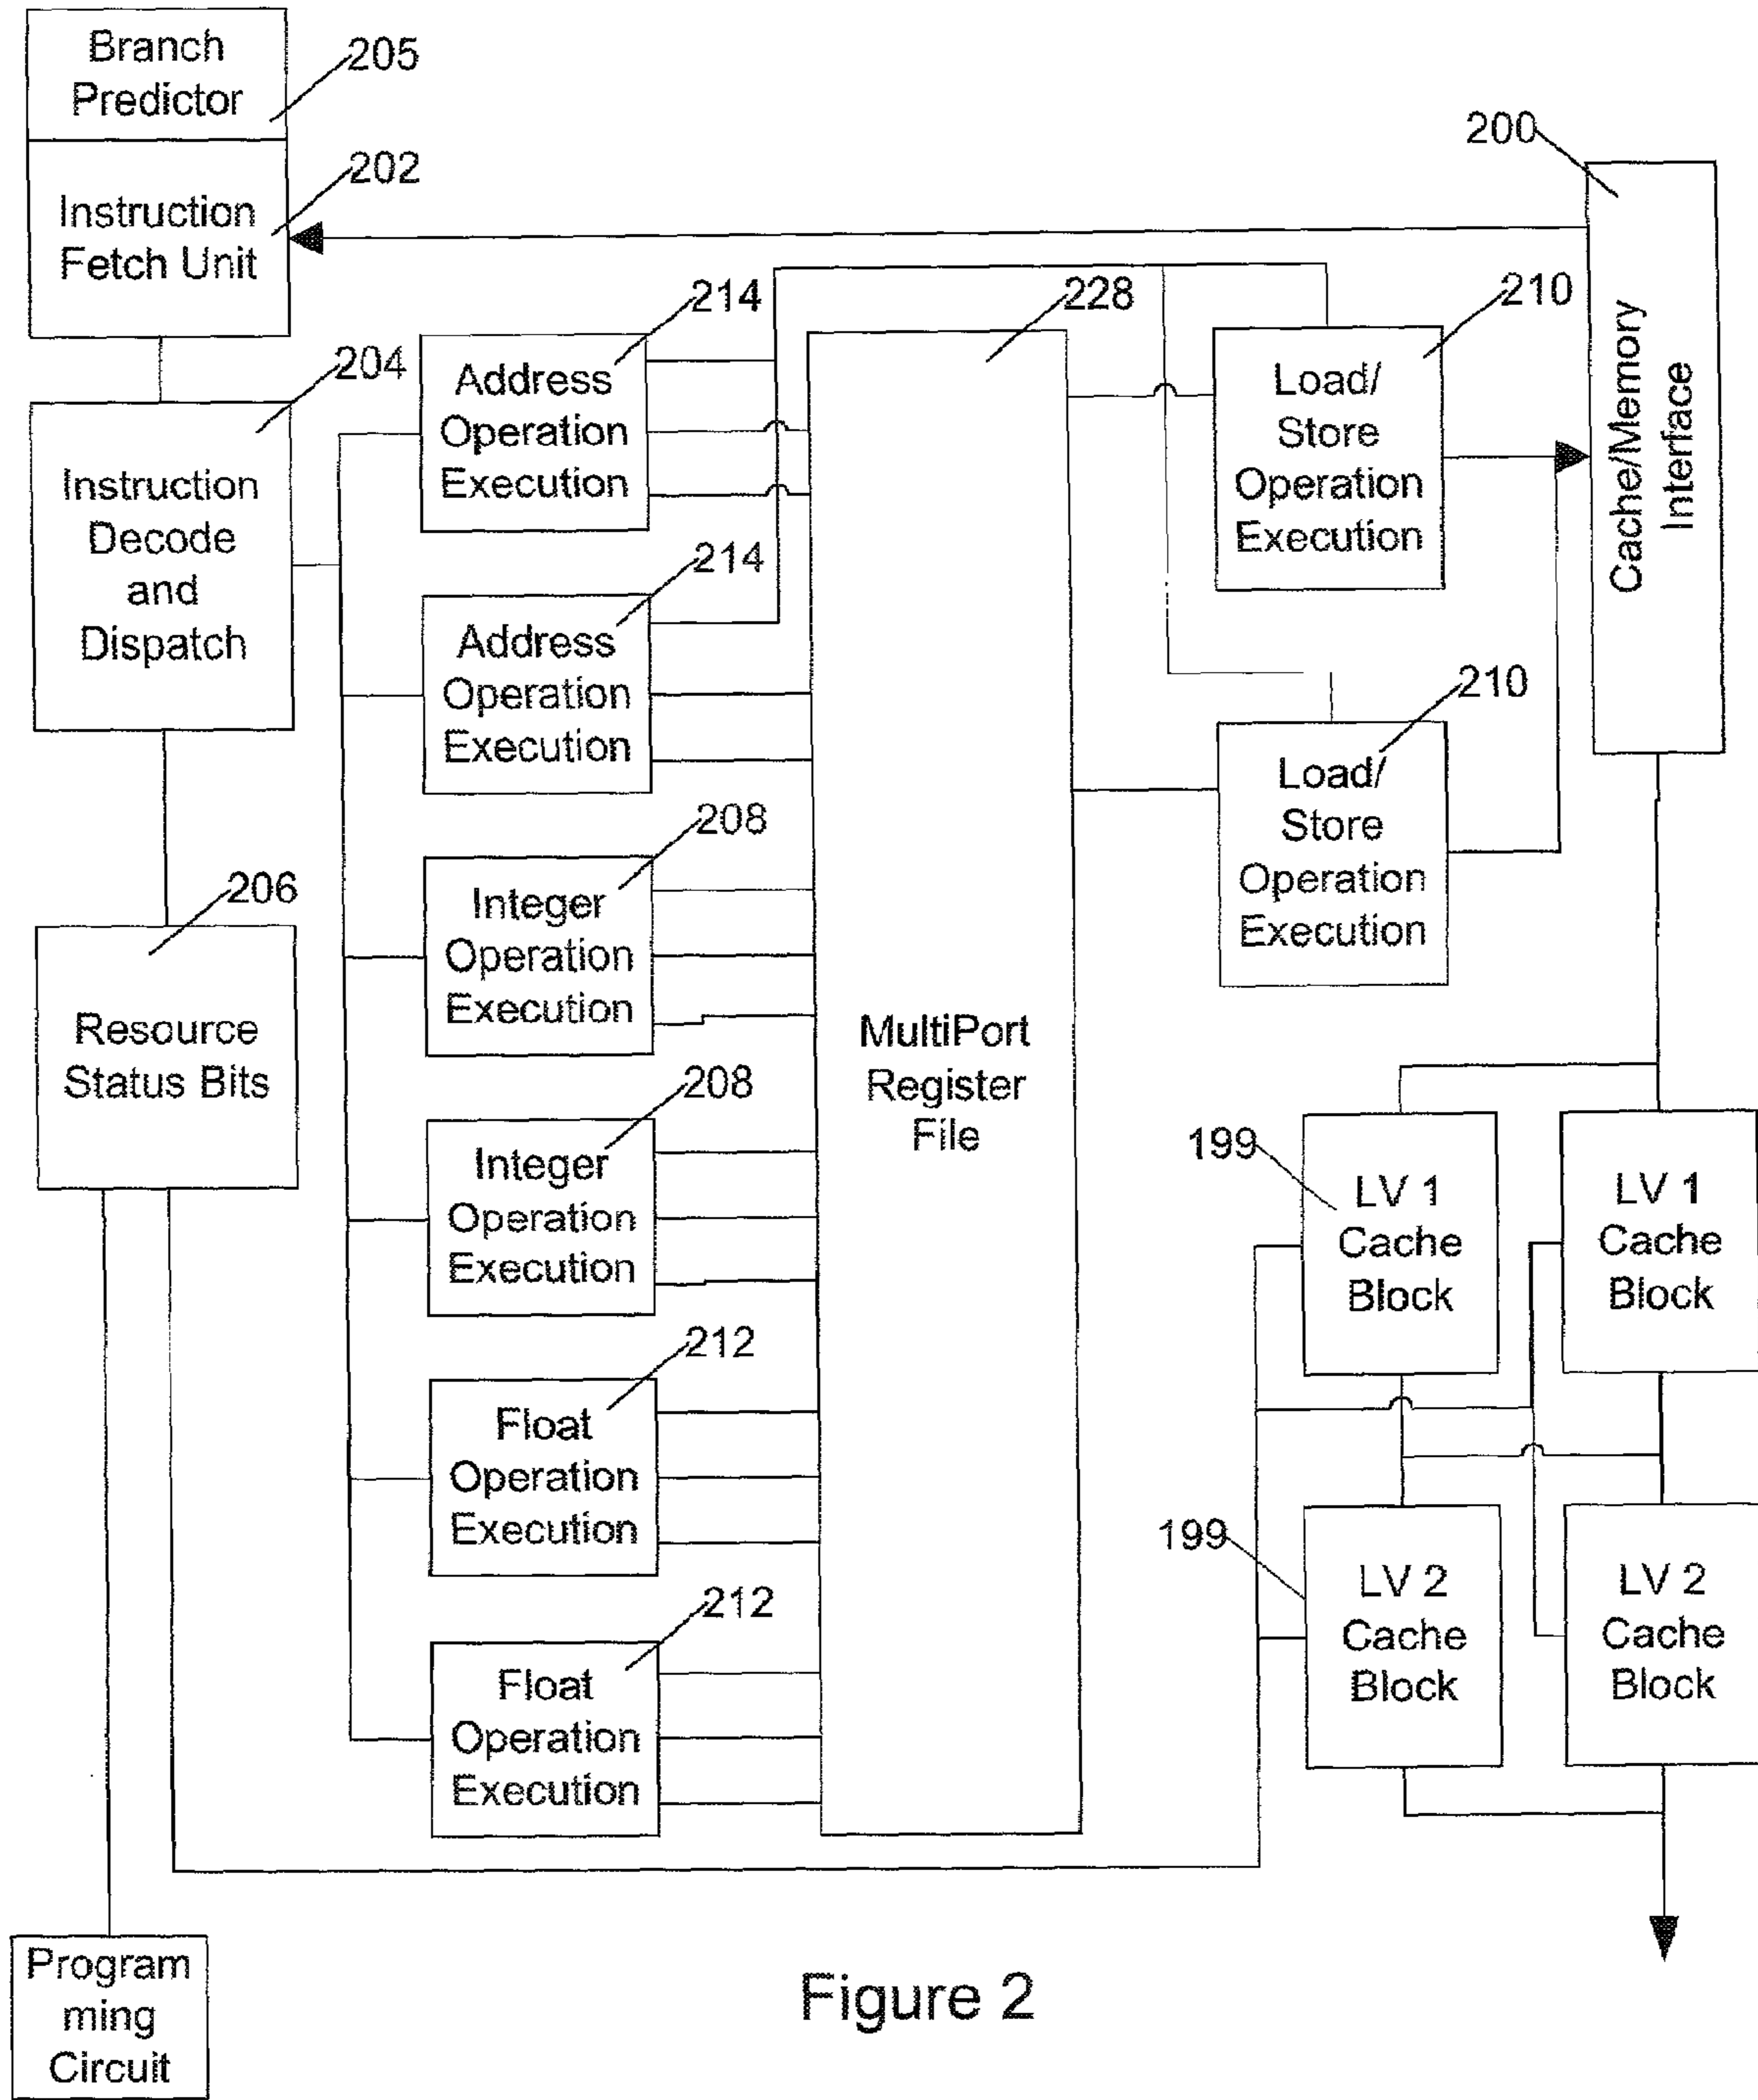 Branch
Predictor
205
Instruction
Fetch Unit
202
200
Cache/Memory
Interface
204
Instruction
Decode
and
Dispatch
214
Address
Operation
Execution
214
Address
Operation
Execution
228
MultiPort
Register
File
210
Load/
Store
Operation
Execution
210
Load/
Store
Operation
Execution
206
Resource
Status Bits
208
Integer
Operation
Execution
208
Integer
Operation
Execution
212
Float
Operation
Execution
212
Float
Operation
Execution
199
LV 1
Cache
Block
LV 1
Cache
Block
199
LV 2
Cache
Block
LV 2
Cache
Block
Program
ming
Circuit
Figure 2